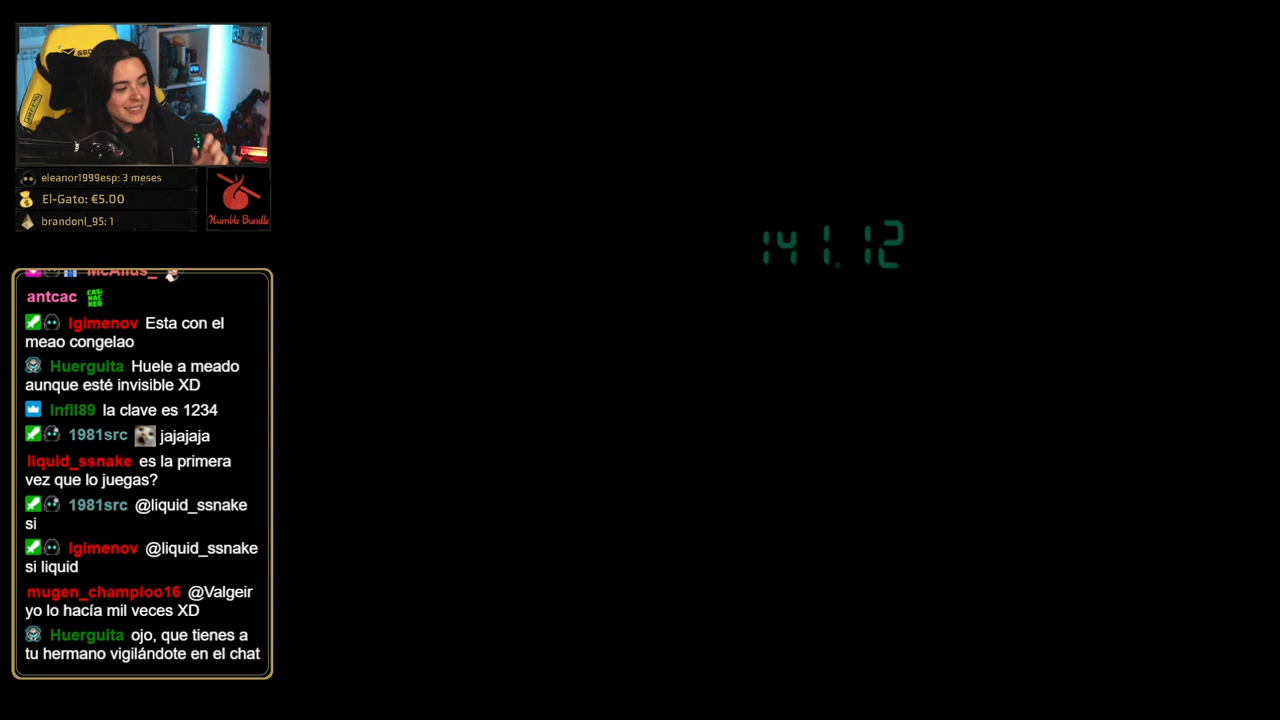 eleanor1999esp: 3 meses
El-Gato: €5.00
brandonl_95: 1
Humble Bundle
141.12
McAllus_
antcac
Igimenov Esta con el
meao congelao
Huerguita Huele a meado
aunque esté invisible XD
Infil89 la clave es 1234
1981src jajajaja
liquid_ssnake es la primera
vez que lo juegas?
1981src @liquid_ssnake
si
Igimenov @liquid_ssnake
si liquid
mugen_champloo16 @Valgeir
yo lo hacía mil veces XD
Huerguita ojo, que tienes a
tu hermano vigilándote en el chat